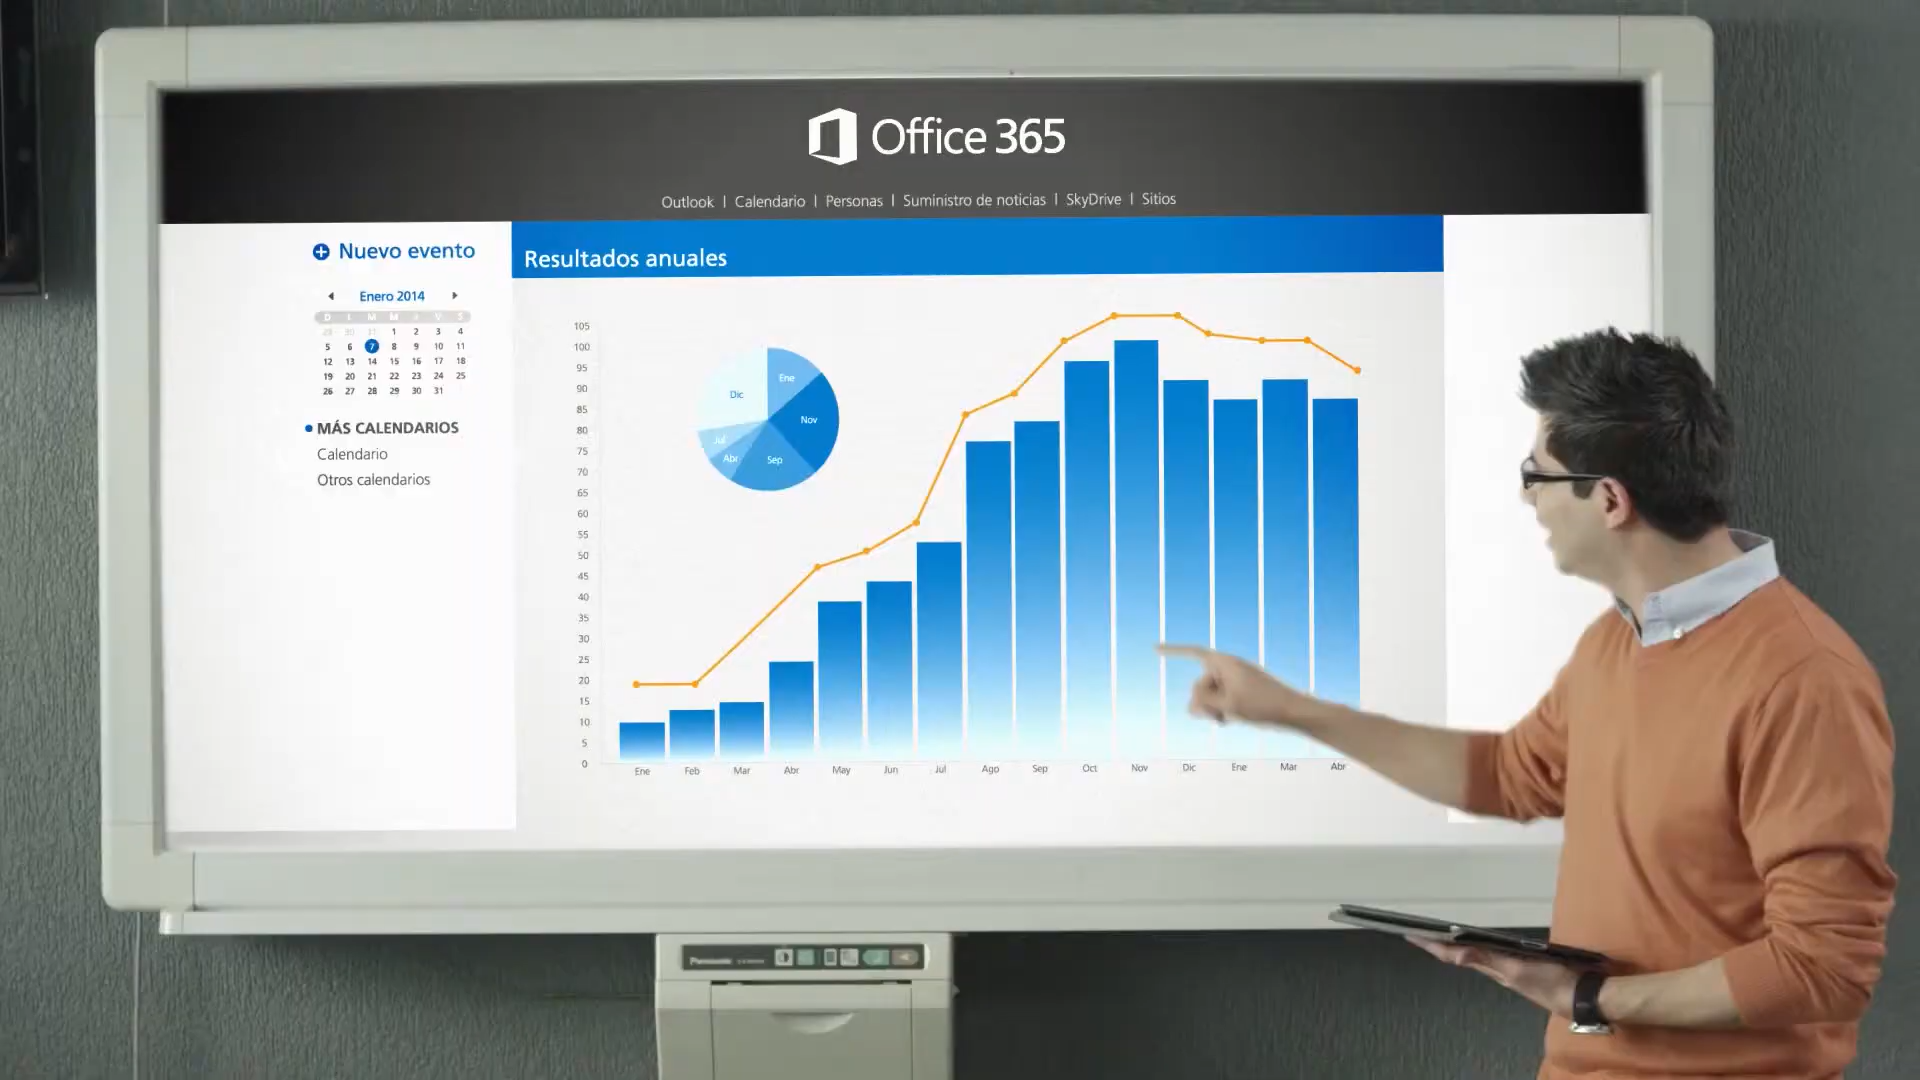 Office 365
Outlook | Calendario | Personas | Suministro de noticias | SkyDrive | Sitios
Nuevo evento
Enero 2014
D L M M J V S
29 30 31 1 2 3 4
5 6 7 8 9 10 11
12 13 14 15 16 17 18
19 20 21 22 23 24 25
26 27 28 29 30 31
MÁS CALENDARIOS
Calendario
Otros calendarios
Resultados anuales
105
100
95
90
85
80
75
70
65
60
55
50
45
40
35
30
25
20
15
10
5
0
Ene
Nov
Sep
Abr
Jul
Dic
Ene Feb Mar Abr May Jun Jul Ago Sep Oct Nov Dic Ene Mar Abr
Panasonic